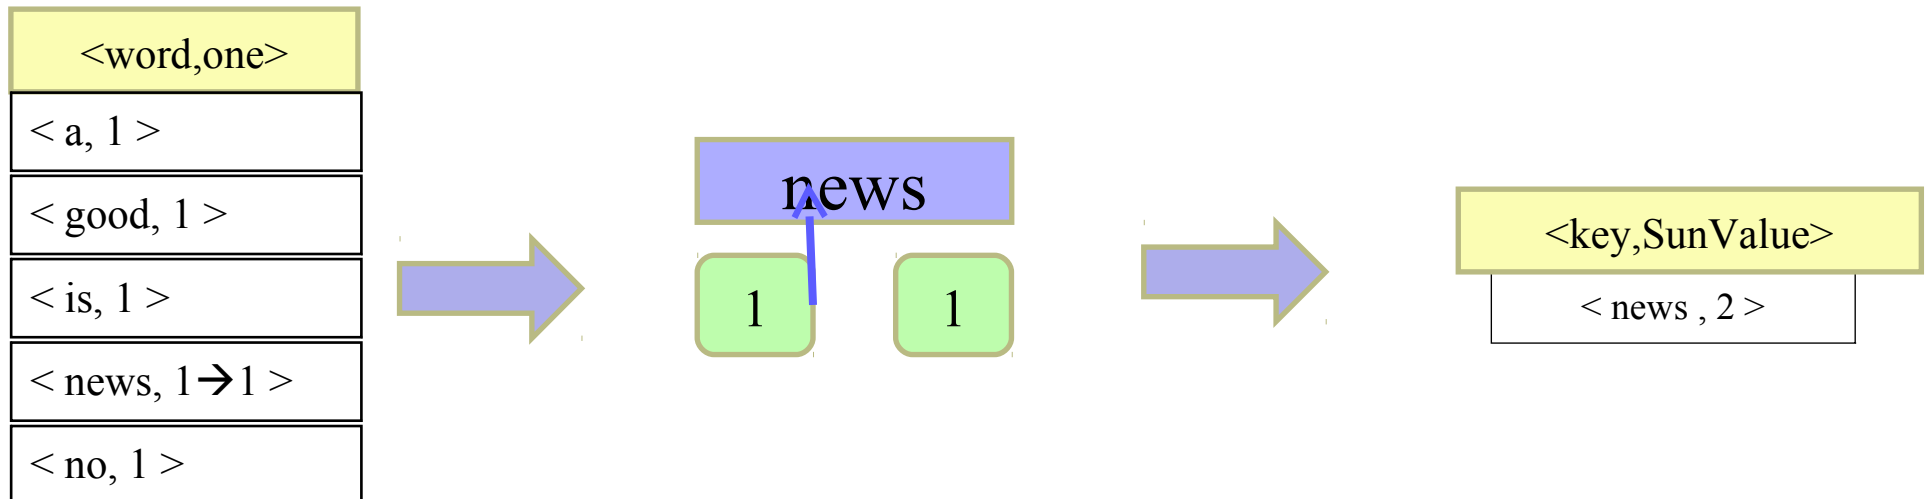 <word,one>
< a, 1 >
< good, 1 >
< is, 1 >
< news, 1→1 >
< no, 1 >
news
1 1
<key,SunValue>
< news , 2 >